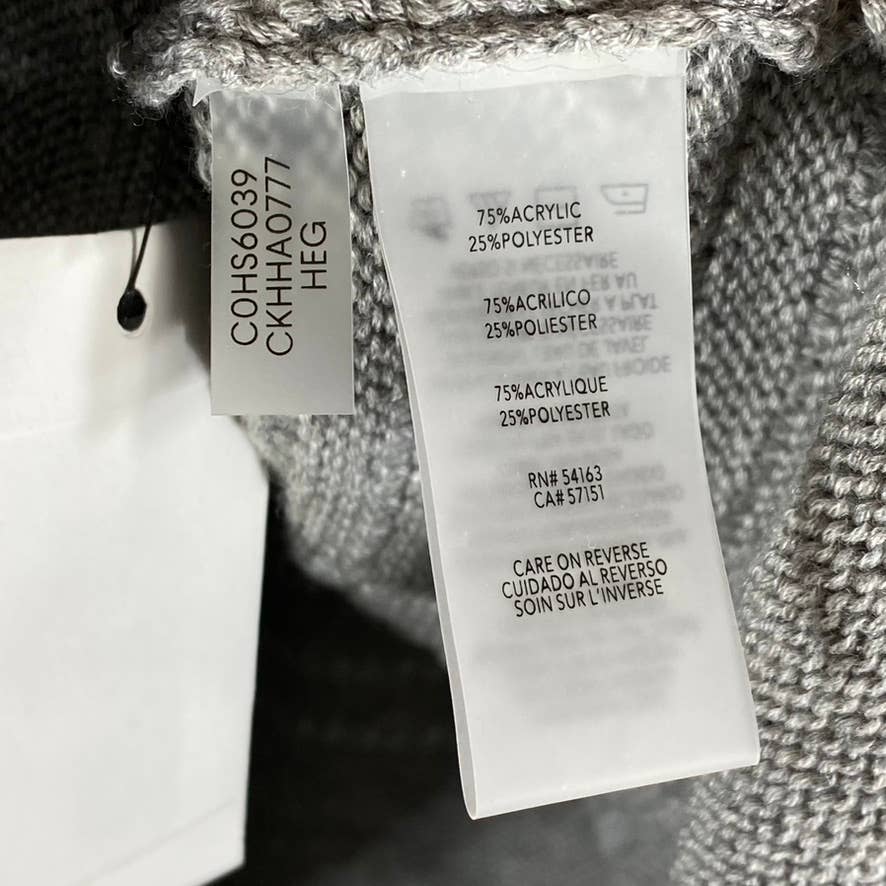 C0HS6039
CKHHA0777
HEG
75%ACRYLIC
25%POLYESTER
75%ACRILICO
25%POLIESTER
75%ACRYLIQUE
25%POLYESTER
RN# 54163
CA# 57151
CARE ON REVERSE
CUIDADO AL REVERSO
SOIN SUR L'INVERSE